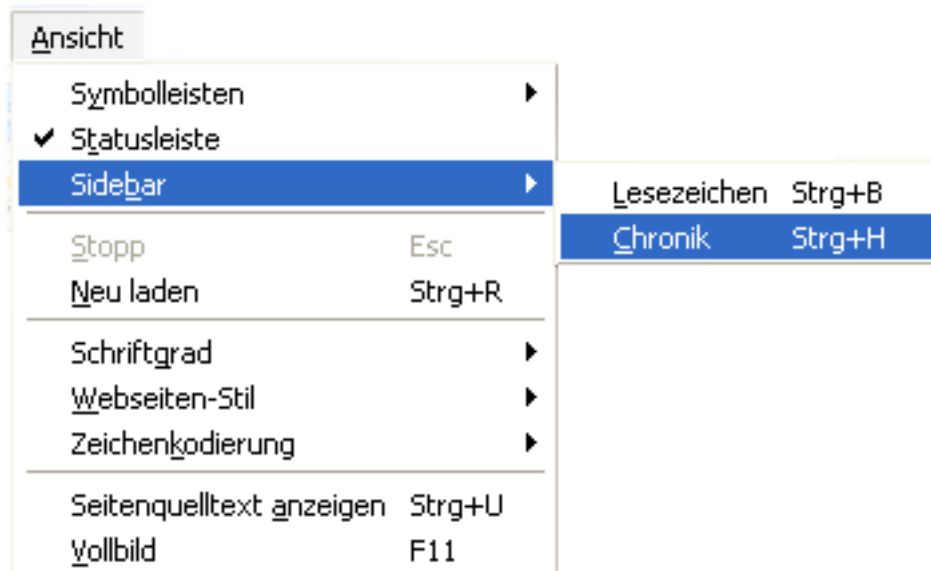 Ansicht
Symbolleisten
Statusleiste
Sidebar
Lesezeichen Strg+B
Chronik Strg+H
Stopp Esc
Neu laden Strg+R
Schriftgrad
Webseiten-Stil
Zeichenkodierung
Seitenquelltext anzeigen Strg+U
Vollbild F11